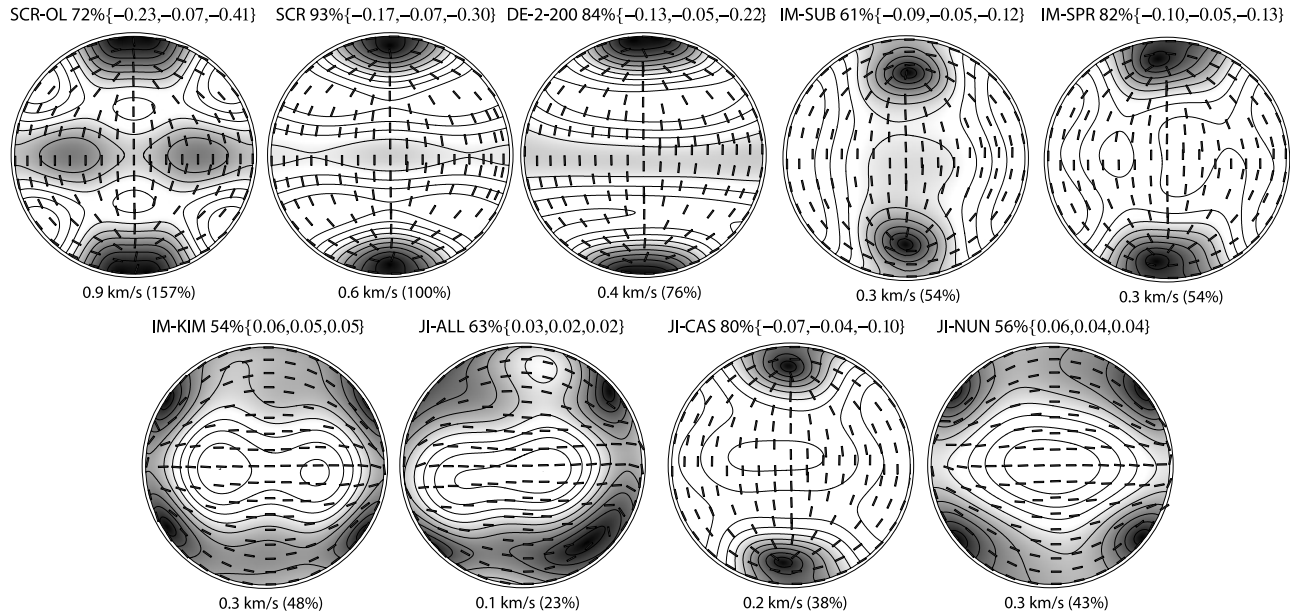 SCR-OL 72%{−0.23,−0.07,−0.41}
SCR 93%{−0.17,−0.07,−0.30}
DE-2-200 84%{−0.13,−0.05,−0.22}
IM-SUB 61%{−0.09,−0.05,−0.12}
IM-SPR 82%{−0.10,−0.05,−0.13}
0.9 km/s (157%)
0.6 km/s (100%)
0.4 km/s (76%)
0.3 km/s (54%)
0.3 km/s (54%)
IM-KIM 54%{0.06,0.05,0.05}
JI-ALL 63%{0.03,0.02,0.02}
JI-CAS 80%{−0.07,−0.04,−0.10}
JI-NUN 56%{0.06,0.04,0.04}
0.3 km/s (48%)
0.1 km/s (23%)
0.2 km/s (38%)
0.3 km/s (43%)